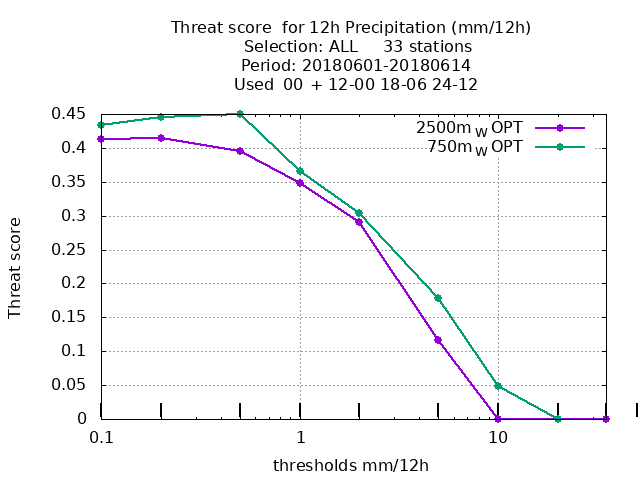 Threat score  for 12h Precipitation (mm/12h)
Selection: ALL     33 stations
Period: 20180601-20180614
Used  00  + 12-00 18-06 24-12
2500m W OPT
750m W OPT
0.45
0.4
0.35
0.3
0.25
0.2
0.15
0.1
0.05
0
Threat score
0.1 1 10
thresholds mm/12h